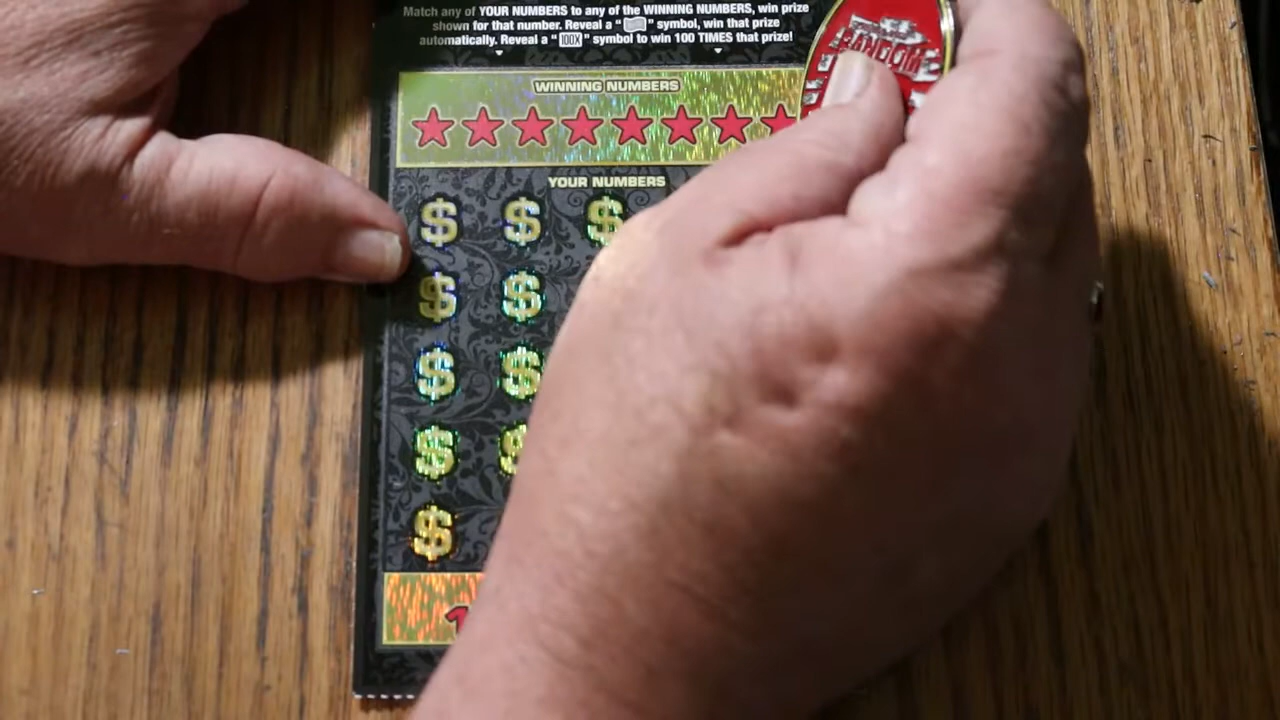 Match any of YOUR NUMBERS to any of the WINNING NUMBERS, win prize
shown for that number. Reveal a " " symbol, win that prize
automatically. Reveal a "100X" symbol to win 100 TIMES that prize!
WINNING NUMBERS
YOUR NUMBERS
$ $ $
$ $
$ $
$ $
$
RANDOM